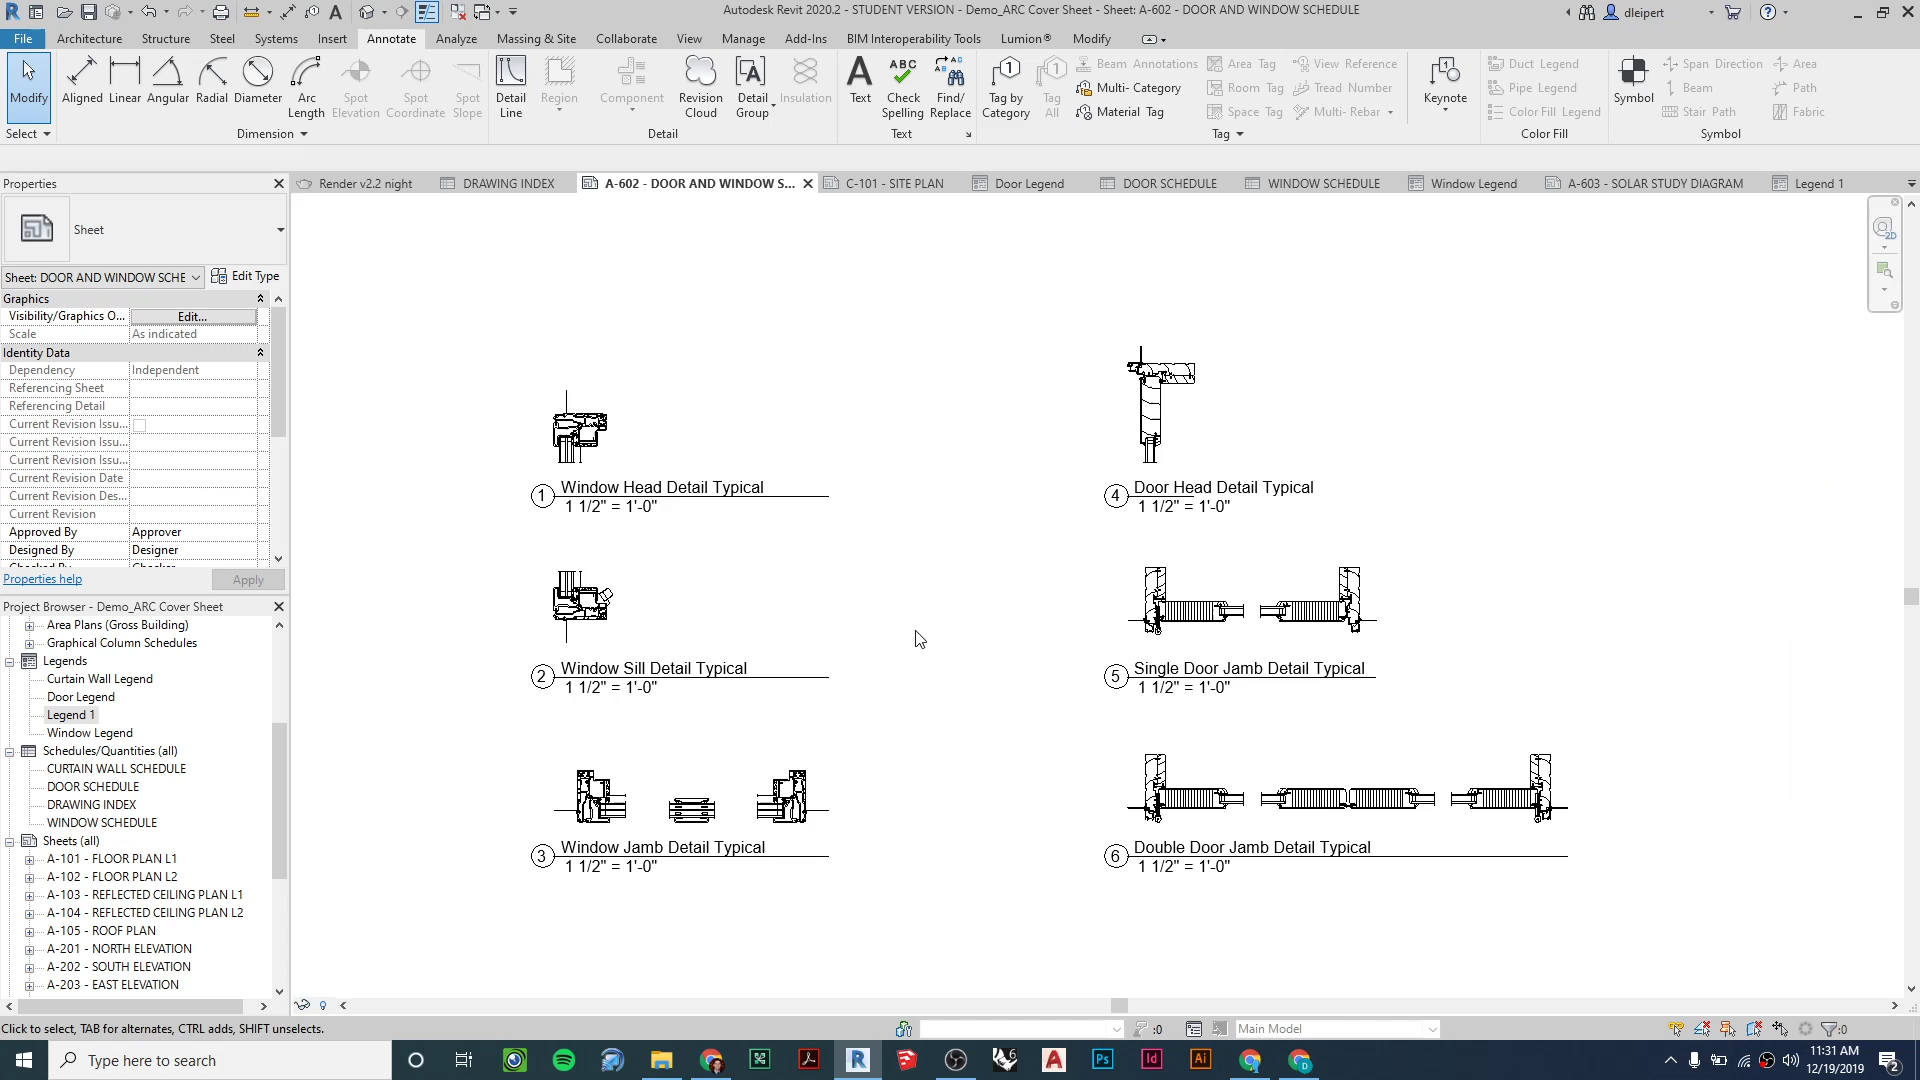 Autodesk Revit 2020.2 - STUDENT VERSION - Demo_ARC Cover Sheet - Sheet: A-602 - DOOR AND WINDOW SCHEDULE
dleipert
File Architecture Structure Steel Systems Insert Annotate Analyze Massing & Site Collaborate View Manage Add-Ins BIM Interoperability Tools Lumion® Modify
Modify
Select
Aligned Linear Angular Radial Diameter Arc Length Spot Elevation Spot Coordinate Spot Slope
Dimension
Detail Line Region Component Revision Cloud Detail Group Insulation
Detail
Text ABC Check Spelling Find/ Replace
Text
Tag by Category Tag All Beam Annotations Multi- Category Material Tag Area Tag Room Tag Space Tag View Reference Tread Number Multi- Rebar
Tag
Keynote
Duct Legend Pipe Legend Color Fill Legend
Color Fill
Symbol Span Direction Beam Stair Path Area Path Fabric
Symbol
Properties
Render v2.2 night DRAWING INDEX A-602 - DOOR AND WINDOW S... C-101 - SITE PLAN Door Legend DOOR SCHEDULE WINDOW SCHEDULE Window Legend A-603 - SOLAR STUDY DIAGRAM Legend 1
Sheet
Sheet: DOOR AND WINDOW SCHE Edit Type
Graphics
Visibility/Graphics O... Edit...
Scale As indicated
Identity Data
Dependency Independent
Referencing Sheet
Referencing Detail
Current Revision Issu...
Current Revision Issu...
Current Revision Issu...
Current Revision Date
Current Revision Des...
Current Revision
Approved By Approver
Designed By Designer
Properties help Apply
Project Browser - Demo_ARC Cover Sheet
Area Plans (Gross Building)
Graphical Column Schedules
Legends
Curtain Wall Legend
Door Legend
Legend 1
Window Legend
Schedules/Quantities (all)
CURTAIN WALL SCHEDULE
DOOR SCHEDULE
DRAWING INDEX
WINDOW SCHEDULE
Sheets (all)
A-101 - FLOOR PLAN L1
A-102 - FLOOR PLAN L2
A-103 - REFLECTED CEILING PLAN L1
A-104 - REFLECTED CEILING PLAN L2
A-105 - ROOF PLAN
A-201 - NORTH ELEVATION
A-202 - SOUTH ELEVATION
A-203 - EAST ELEVATION
1 Window Head Detail Typical
1 1/2" = 1'-0"
2 Window Sill Detail Typical
1 1/2" = 1'-0"
3 Window Jamb Detail Typical
1 1/2" = 1'-0"
4 Door Head Detail Typical
1 1/2" = 1'-0"
5 Single Door Jamb Detail Typical
1 1/2" = 1'-0"
6 Double Door Jamb Detail Typical
1 1/2" = 1'-0"
2D
Click to select, TAB for alternates, CTRL adds, SHIFT unselects.
:0
Main Model
:0
Type here to search
11:31 AM
12/19/2019
2